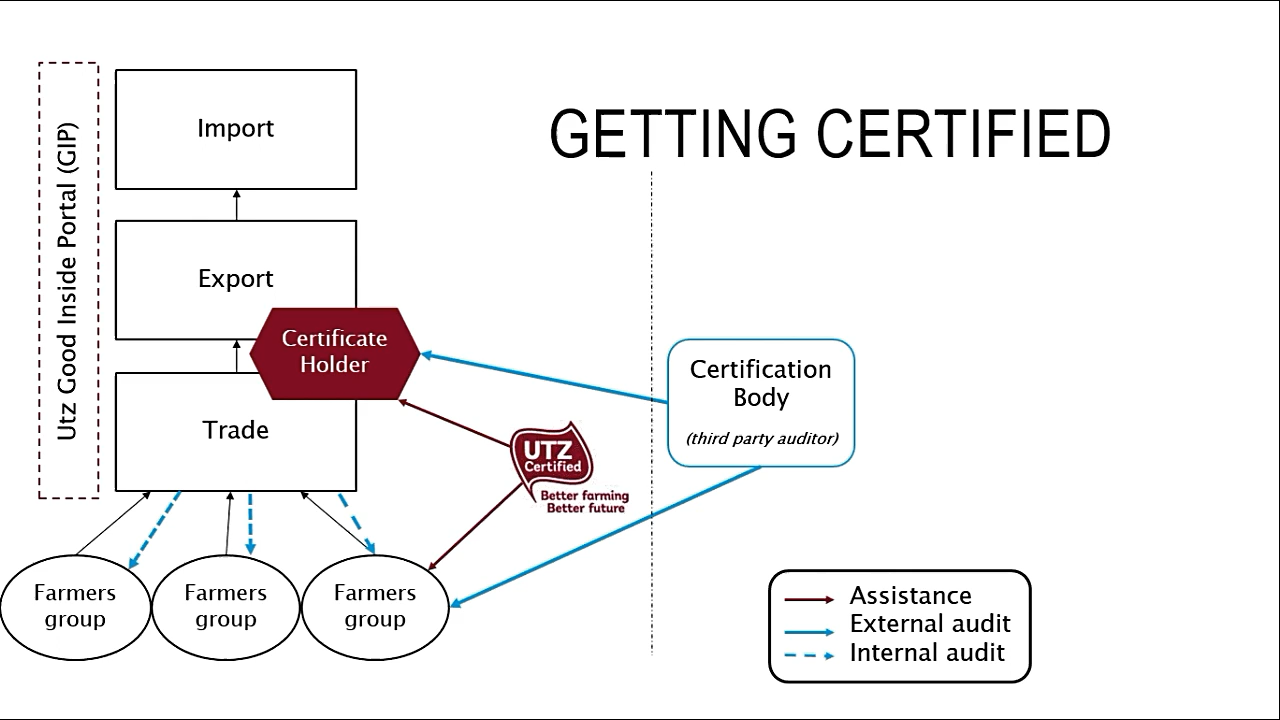 GETTING CERTIFIED
Utz Good Inside Portal (GIP)
Import
Export
Certificate
Holder
Trade
Certification
Body
(third party auditor)
UTZ
Certified
Better farming
Better future
Farmers
group
Farmers
group
Farmers
group
Assistance
External audit
Internal audit